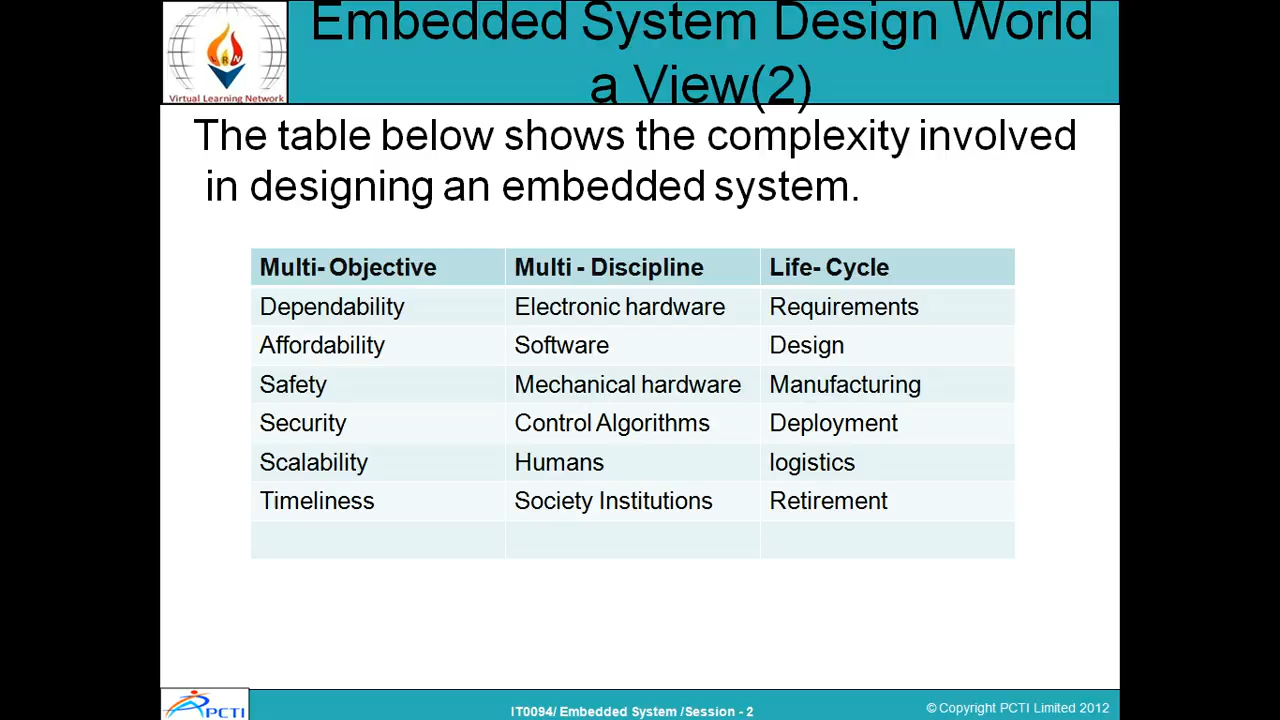 Embedded System Design World
a View(2)
LRN
Virtual Learning Network
The table below shows the complexity involved
in designing an embedded system.
Multi- Objective Multi - Discipline Life- Cycle
Dependability Electronic hardware Requirements
Affordability Software Design
Safety Mechanical hardware Manufacturing
Security Control Algorithms Deployment
Scalability Humans logistics
Timeliness Society Institutions Retirement
PCTI
IT0094/ Embedded System /Session - 2
© Copyright PCTI Limited 2012